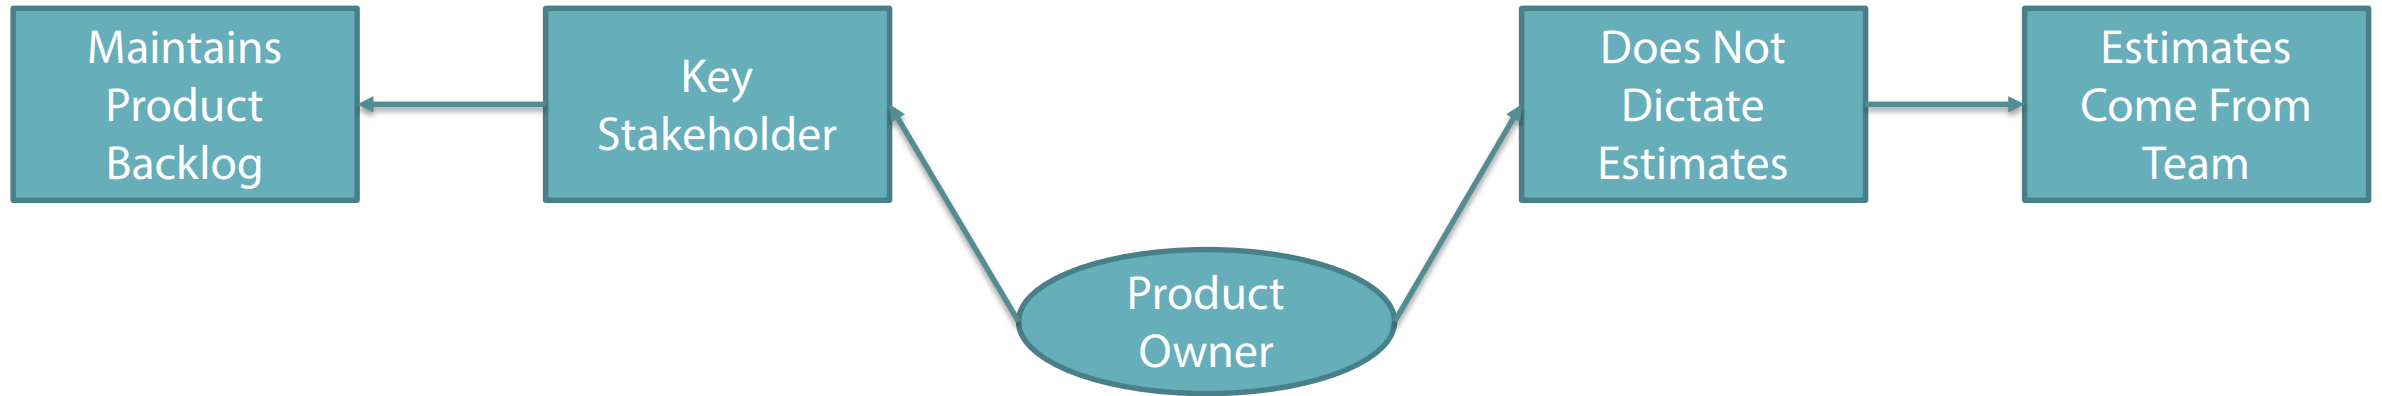 Maintains
Product
Backlog
Key
Stakeholder
Does Not
Dictate
Estimates
Estimates
Come From
Team
Product
Owner